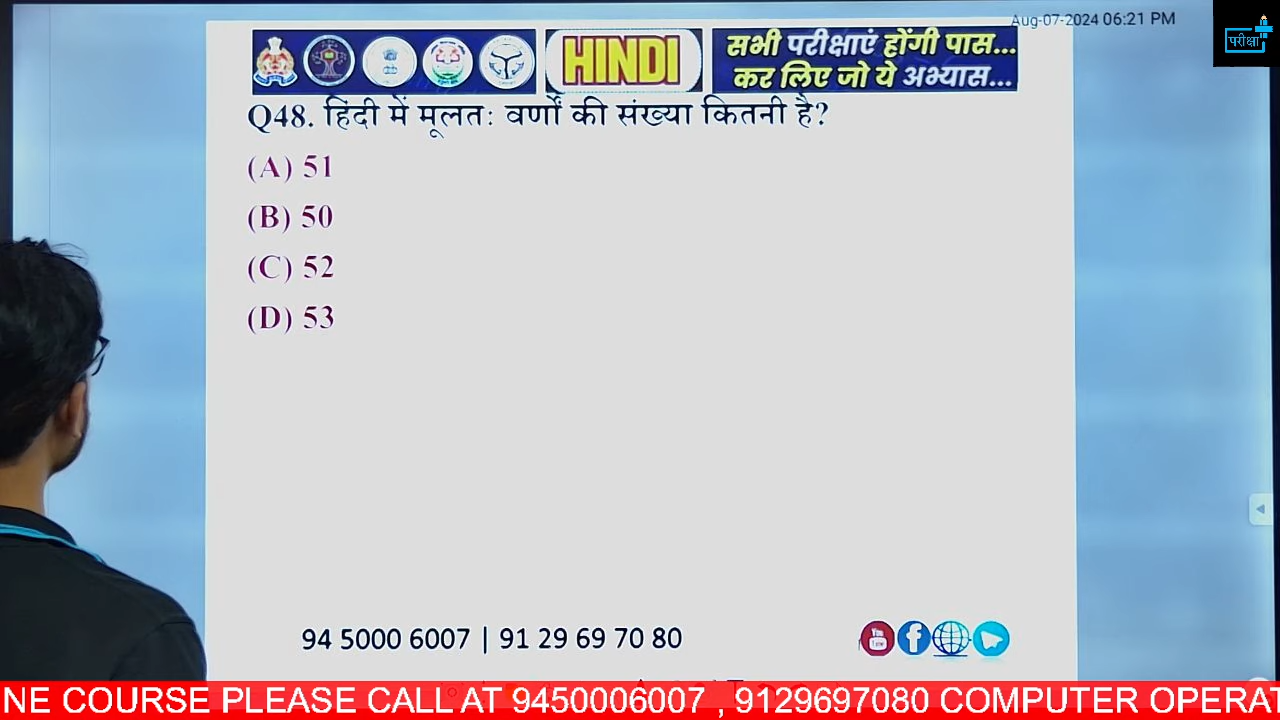 Aug-07-2024 06:21 PM
परीक्षा
HINDI
सभी परीक्षाएं होंगी पास...
कर लिए जो ये अभ्यास...
Q48. हिंदी में मूलतः वर्णों की संख्या कितनी है?
(A) 51
(B) 50
(C) 52
(D) 53
94 5000 6007 | 91 29 69 70 80
NE COURSE PLEASE CALL AT 9450006007 , 9129697080 COMPUTER OPERAT